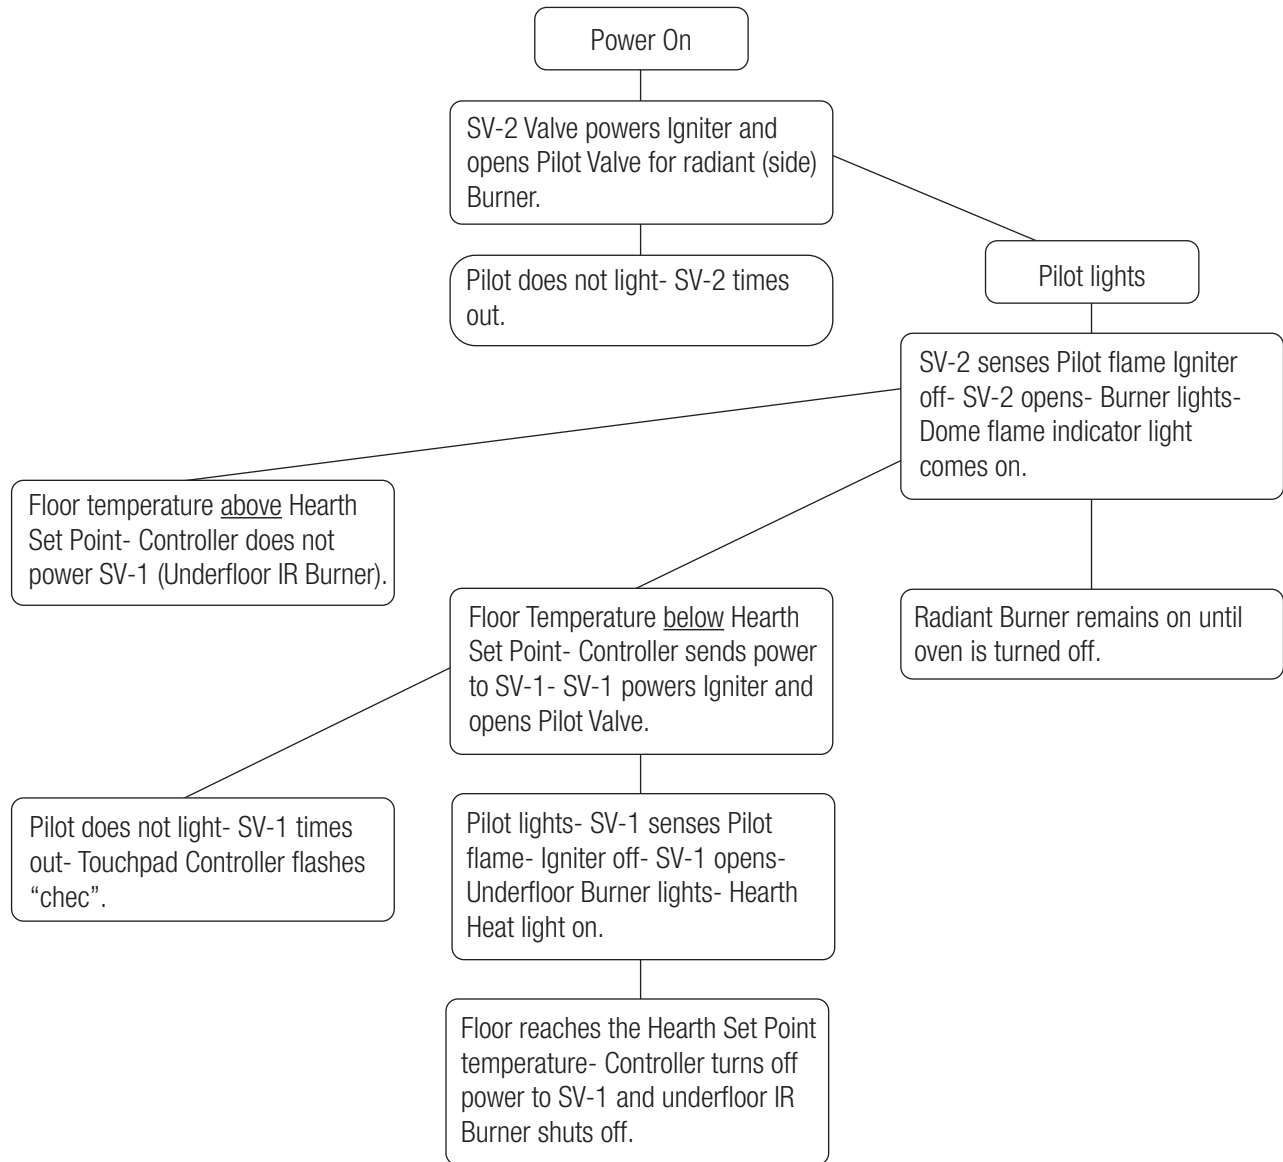 Power On
SV-2 Valve powers Igniter and
opens Pilot Valve for radiant (side)
Burner.
Pilot does not light- SV-2 times
out.
Pilot lights
SV-2 senses Pilot flame Igniter
off- SV-2 opens- Burner lights-
Dome flame indicator light
comes on.
Floor temperature above Hearth
Set Point- Controller does not
power SV-1 (Underfloor IR Burner).
Floor Temperature below Hearth
Set Point- Controller sends power
to SV-1- SV-1 powers Igniter and
opens Pilot Valve.
Radiant Burner remains on until
oven is turned off.
Pilot does not light- SV-1 times
out- Touchpad Controller flashes
“chec”.
Pilot lights- SV-1 senses Pilot
flame- Igniter off- SV-1 opens-
Underfloor Burner lights- Hearth
Heat light on.
Floor reaches the Hearth Set Point
temperature- Controller turns off
power to SV-1 and underfloor IR
Burner shuts off.